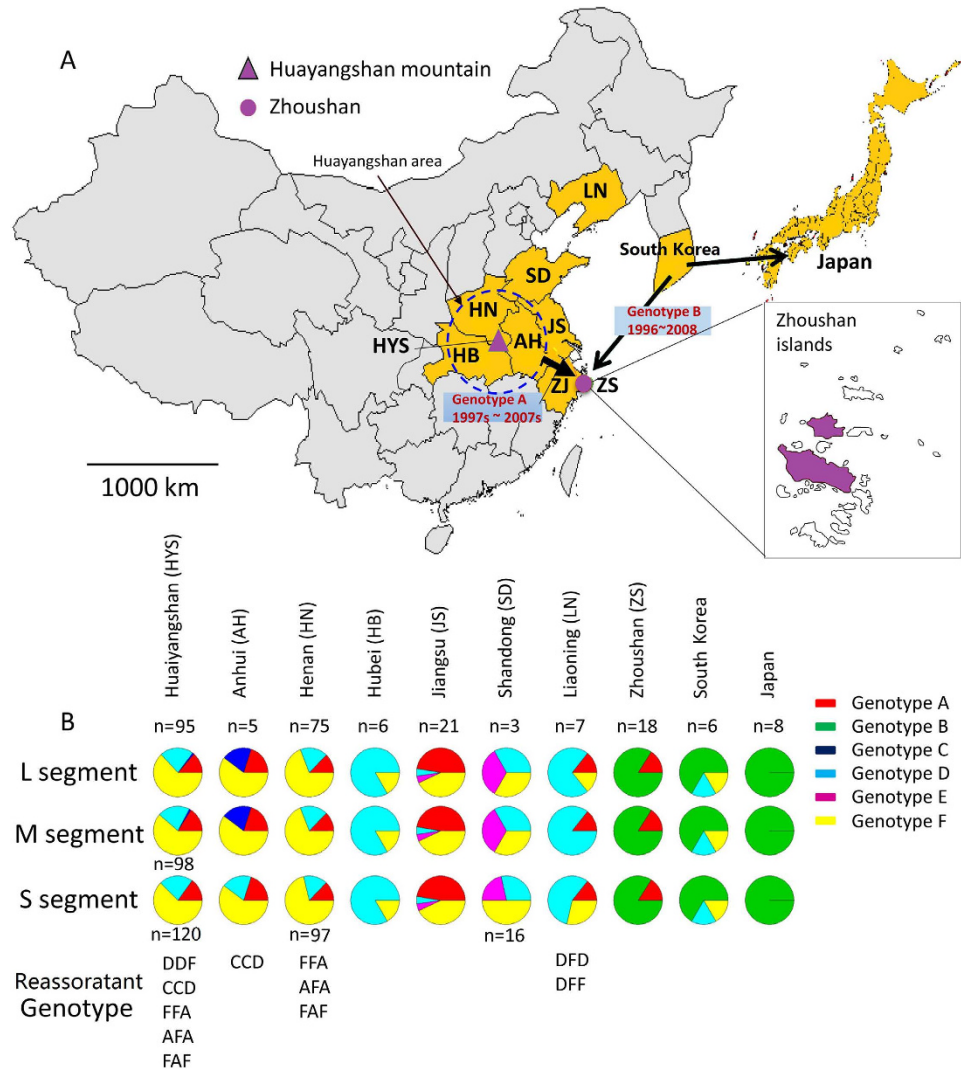 A
Huayangshan mountain
Zhoushan
Huayangshan area
LN
South Korea
Japan
SD
HN
JS
Genotype B
1996~2008
Zhoushan
islands
HYS
AH
HB
ZJ
ZS
Genotype A
1997s ~ 2007s
1000 km
Huaiyangshan (HYS)
Anhui (AH)
Henan (HN)
Hubei (HB)
Jiangsu (JS)
Shandong (SD)
Liaoning (LN)
Zhoushan (ZS)
South Korea
Japan
B
n=95 n=5 n=75 n=6 n=21 n=3 n=7 n=18 n=6 n=8
Genotype A
Genotype B
Genotype C
Genotype D
Genotype E
Genotype F
L segment
M segment
n=98
S segment
n=120 n=97 n=16
Reassoratant
Genotype
DDF
CCD
FFA
AFA
FAF
CCD
FFA
AFA
FAF
DFD
DFF